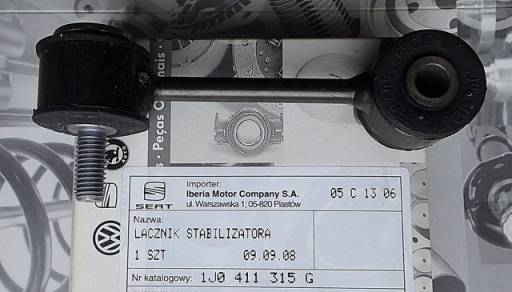 Peças Originais
Importer:
Iberia Motor Company S.A.
ul. Warszawska 1; 05-820 Piastów
05 C 13 06
SEAT
Nazwa:
LACZNIK STABILIZATORA
1 SZT
09.09.08
Nr katalogowy:
1J0 411 315 G